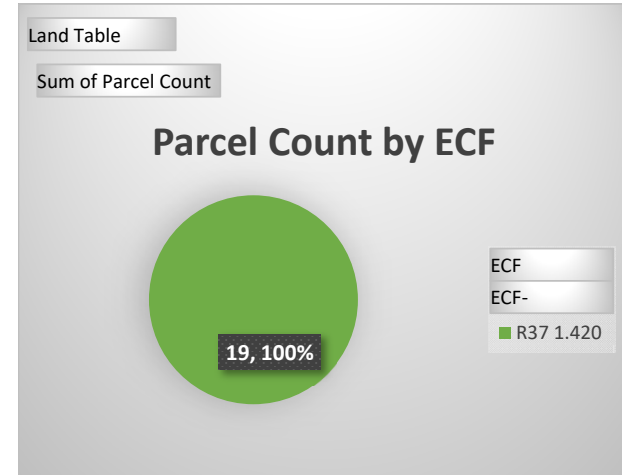 Land Table
Sum of Parcel Count
Parcel Count by ECF
19, 100%
ECF
ECF-
R37 1.420